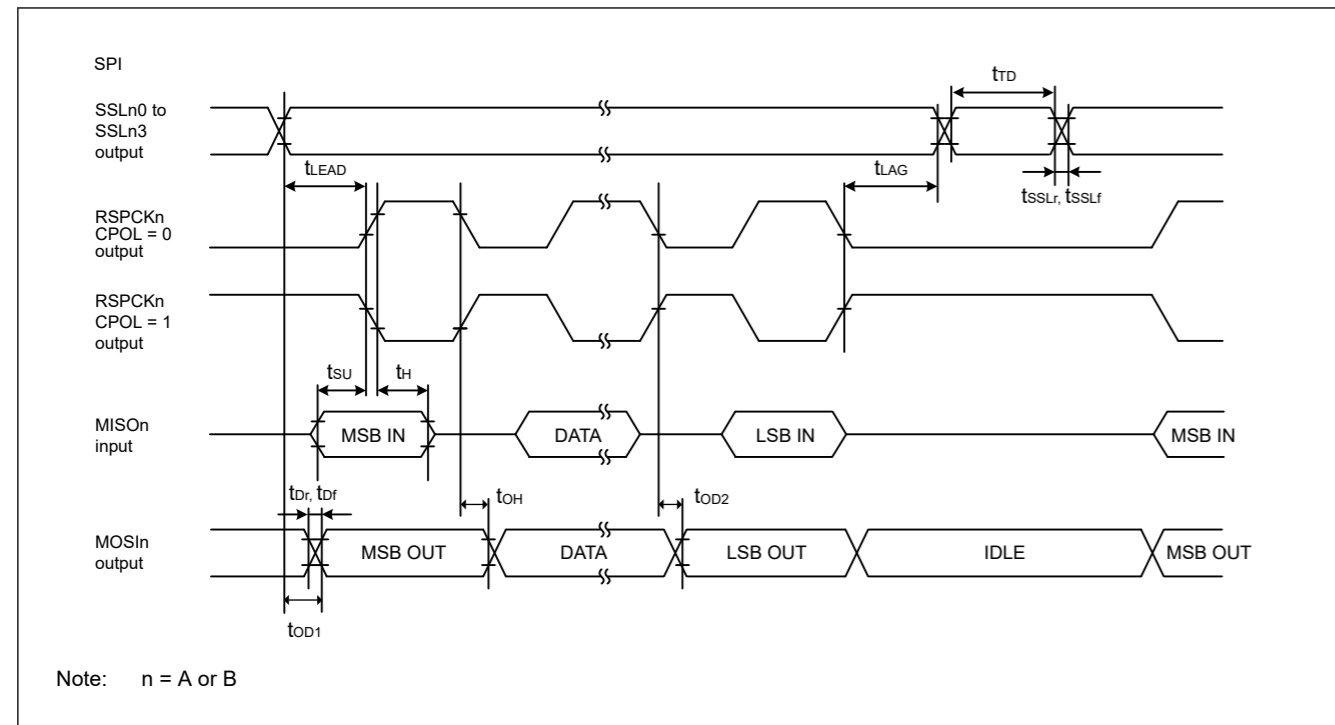 SPI
tTD
SSLn0 to
SSLn3
output
tLEAD
tLAG
tSSLr, tSSLf
RSPCKn
CPOL = 0
output
RSPCKn
CPOL = 1
output
tSU
tH
MISOn
input
MSB IN
DATA
LSB IN
MSB IN
tDr, tDf
tOH
tOD2
MOSIn
output
MSB OUT
DATA
LSB OUT
IDLE
MSB OUT
tOD1
Note: n = A or B